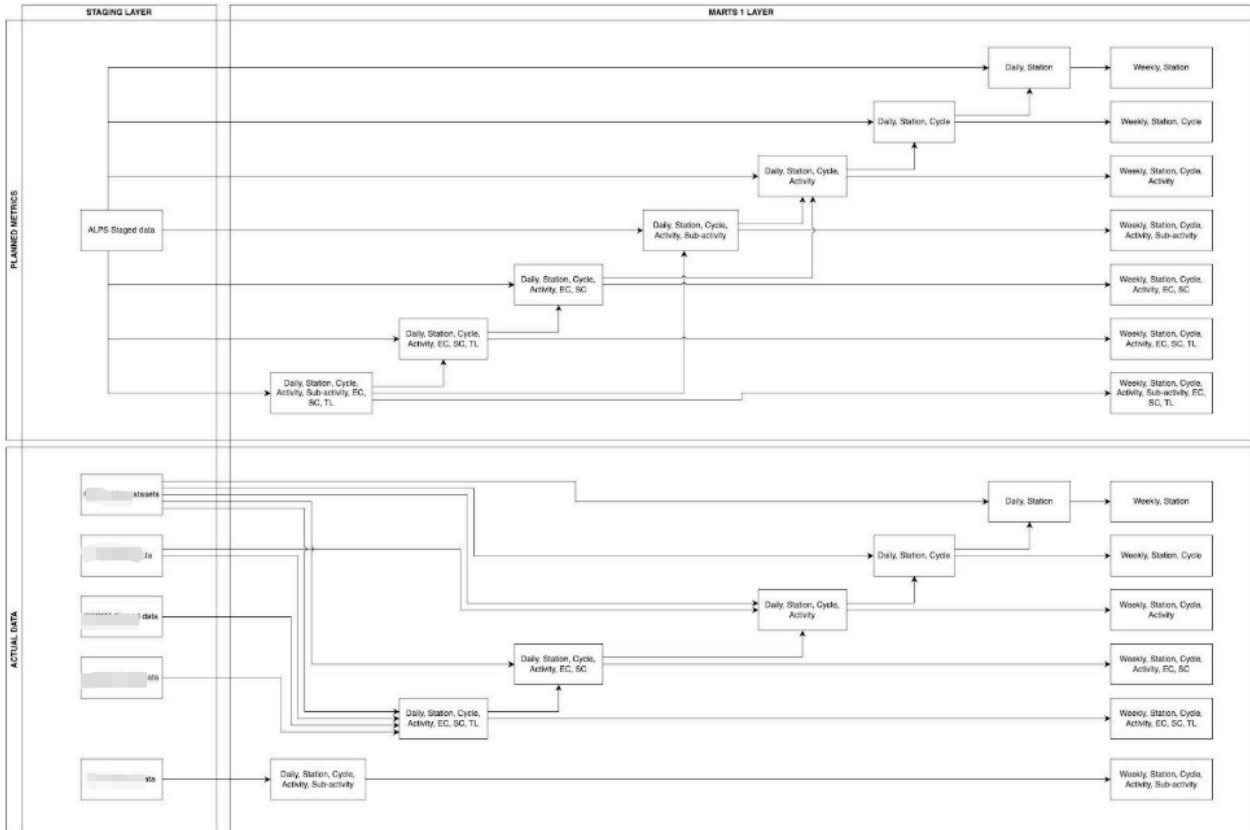 STAGING LAYER
MARTS 1 LAYER
PLANNED METRICS
Daily, Station
Weekly, Station
Daily, Station, Cycle
Weekly, Station, Cycle
Daily, Station, Cycle,
Activity
Weekly, Station, Cycle,
Activity
ALPS Staged data
Daily, Station, Cycle,
Activity, Sub-activity
Weekly, Station, Cycle,
Activity, Sub-activity
Daily, Station, Cycle,
Activity, EC, SC
Weekly, Station, Cycle,
Activity, EC, SC
Daily, Station, Cycle,
Activity, EC, SC, TL
Weekly, Station, Cycle,
Activity, EC, SC, TL
Daily, Station, Cycle,
Activity, Sub-activity, EC,
SC, TL
Weekly, Station, Cycle,
Activity, Sub-activity, EC,
SC, TL
ACTUAL DATA
Daily, Station
Weekly, Station
Daily, Station, Cycle
Weekly, Station, Cycle
data
Daily, Station, Cycle,
Activity
Weekly, Station, Cycle,
Activity
Daily, Station, Cycle,
Activity, EC, SC
Weekly, Station, Cycle,
Activity, EC, SC
Daily, Station, Cycle,
Activity, EC, SC, TL
Weekly, Station, Cycle,
Activity, EC, SC, TL
Daily, Station, Cycle,
Activity, Sub-activity
Weekly, Station, Cycle,
Activity, Sub-activity